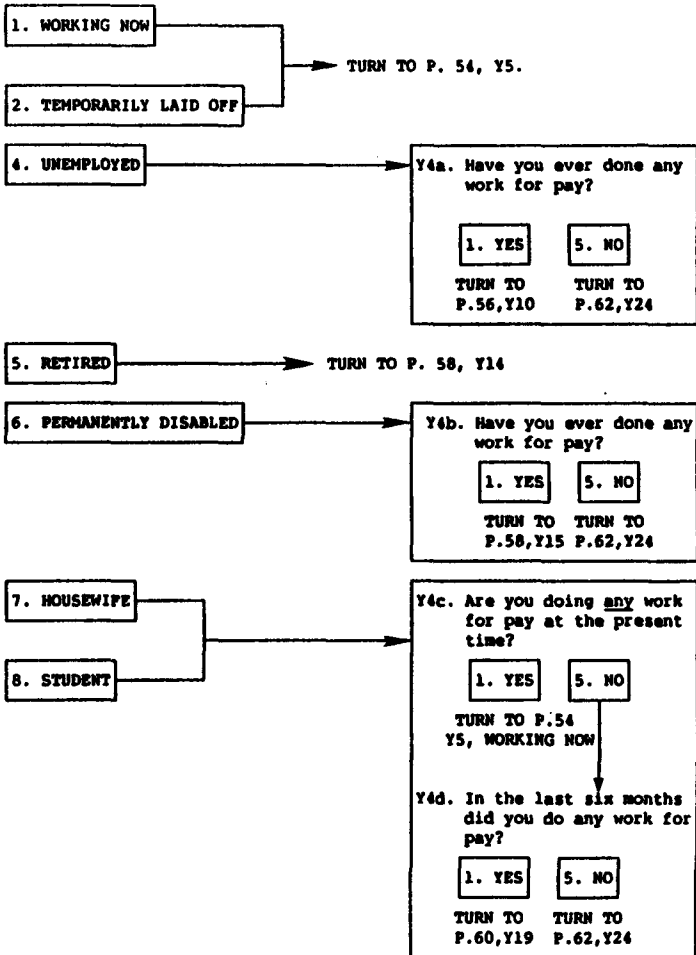 1. WORKING NOW
TURN TO P. 54, Y5.
2. TEMPORARILY LAID OFF
4. UNEMPLOYED
Y4a. Have you ever done any
work for pay?
1. YES 5. NO
TURN TO TURN TO
P.56,Y10 P.62,Y24
5. RETIRED
TURN TO P. 58, Y14
6. PERMANENTLY DISABLED
Y4b. Have you ever done any
work for pay?
1. YES 5. NO
TURN TO TURN TO
P.58,Y15 P.62,Y24
7. HOUSEWIFE
8. STUDENT
Y4c. Are you doing any work
for pay at the present
time?
1. YES 5. NO
TURN TO P.54
Y5, WORKING NOW
Y4d. In the last six months
did you do any work for
pay?
1. YES 5. NO
TURN TO TURN TO
P.60,Y19 P.62,Y24